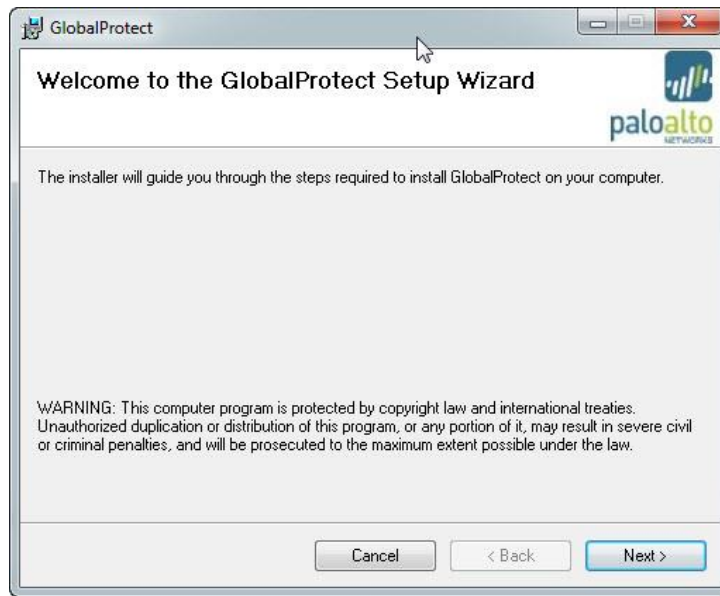 GlobalProtect
Welcome to the GlobalProtect Setup Wizard
paloalto
NETWORKS
The installer will guide you through the steps required to install GlobalProtect on your computer.
WARNING: This computer program is protected by copyright law and international treaties.
Unauthorized duplication or distribution of this program, or any portion of it, may result in severe civil
or criminal penalties, and will be prosecuted to the maximum extent possible under the law.
Cancel < Back Next >